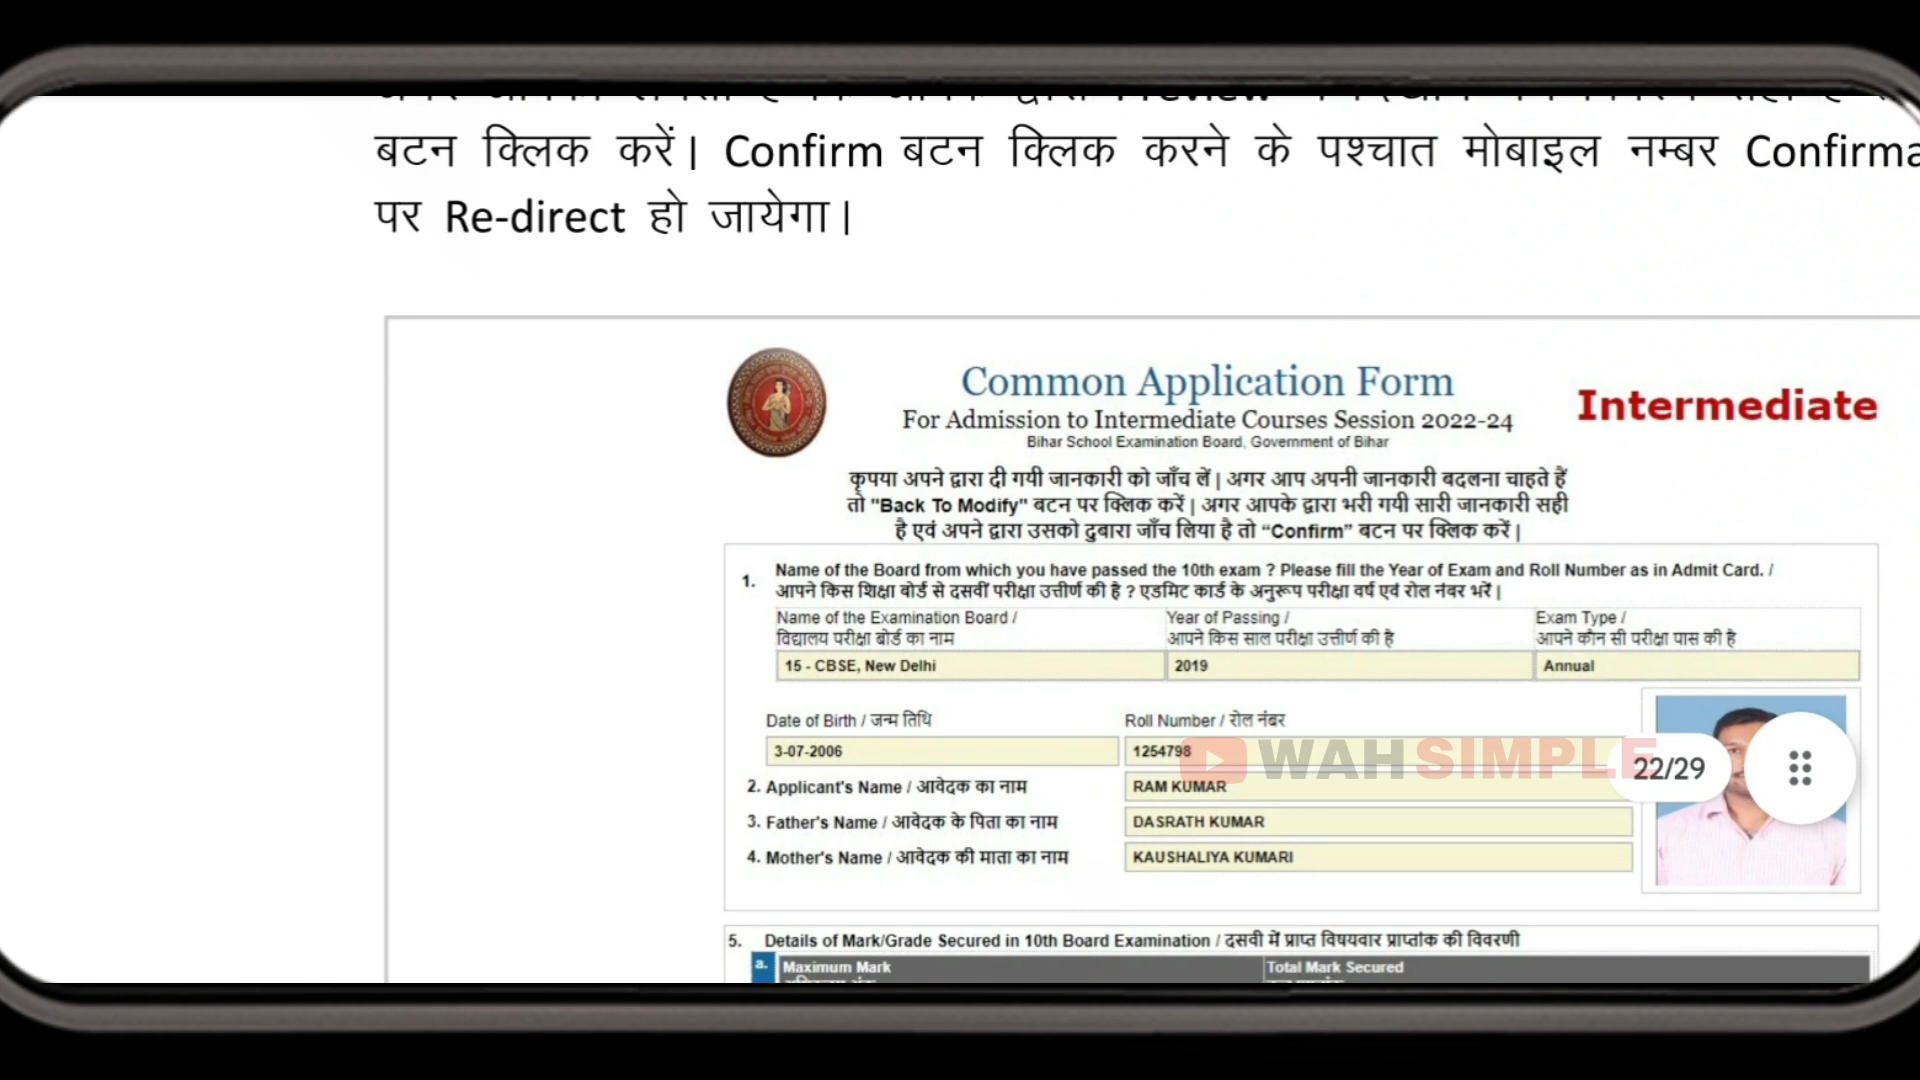 बटन क्लिक करें। Confirm बटन क्लिक करने के पश्चात मोबाइल नम्बर Confirma
पर Re-direct हो जायेगा।
Common Application Form
Intermediate
For Admission to Intermediate Courses Session 2022-24
Bihar School Examination Board, Government of Bihar
कृपया अपने द्वारा दी गयी जानकारी को जाँच लें | अगर आप अपनी जानकारी बदलना चाहते हैं
तो "Back To Modify" बटन पर क्लिक करें | अगर आपके द्वारा भरी गयी सारी जानकारी सही
है एवं अपने द्वारा उसको दुबारा जाँच लिया है तो “Confirm” बटन पर क्लिक करें |
1. Name of the Board from which you have passed the 10th exam ? Please fill the Year of Exam and Roll Number as in Admit Card. /
आपने किस शिक्षा बोर्ड से दसवीं परीक्षा उत्तीर्ण की है ? एडमिट कार्ड के अनुरूप परीक्षा वर्ष एवं रोल नंबर भरें |
Name of the Examination Board / Year of Passing / Exam Type /
विद्यालय परीक्षा बोर्ड का नाम आपने किस साल परीक्षा उत्तीर्ण की है आपने कौन सी परीक्षा पास की है
15 - CBSE, New Delhi 2019 Annual
Date of Birth / जन्म तिथि Roll Number / रोल नंबर
3-07-2006 1254798
WAHSIMPLE
22/29
2. Applicant's Name / आवेदक का नाम RAM KUMAR
3. Father's Name / आवेदक के पिता का नाम DASRATH KUMAR
4. Mother's Name / आवेदक की माता का नाम KAUSHALIYA KUMARI
5. Details of Mark/Grade Secured in 10th Board Examination / दसवी में प्राप्त विषयवार प्राप्तांक की विवरणी
a. Maximum Mark Total Mark Secured